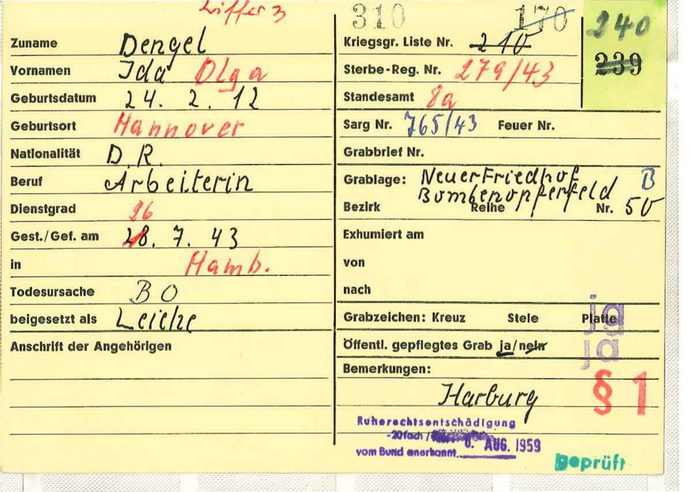 Ziffer 3
310 170 240
Zuname Dengel
Kriegsgr. Liste Nr. 210
239
Vornamen Ida Olga
Sterbe-Reg. Nr. 279/43
Geburtsdatum 24. 2. 12
Standesamt 8a
Geburtsort Hannover
Sarg Nr. 765/43 Feuer Nr.
Nationalität D. R.
Grabbrief Nr.
Beruf Arbeiterin
Grablage: Neuer Friedhof B
Bombenopferfeld
Bezirk Reihe Nr. 50
Dienstgrad
26
Gest./Gef. am 28. 7. 43
Exhumiert am
in Hamb.
von
Todesursache BO
nach
beigesetzt als Leiche
Grabzeichen: Kreuz Stele Platte
ja
Anschrift der Angehörigen
Öffentl. gepflegtes Grab ja/nein
ja
Bemerkungen:
Harburg
§ 1
Ruherechtsentschädigung
-20fach/
vom Bund anerkannt 6. AUG. 1959
geprüft